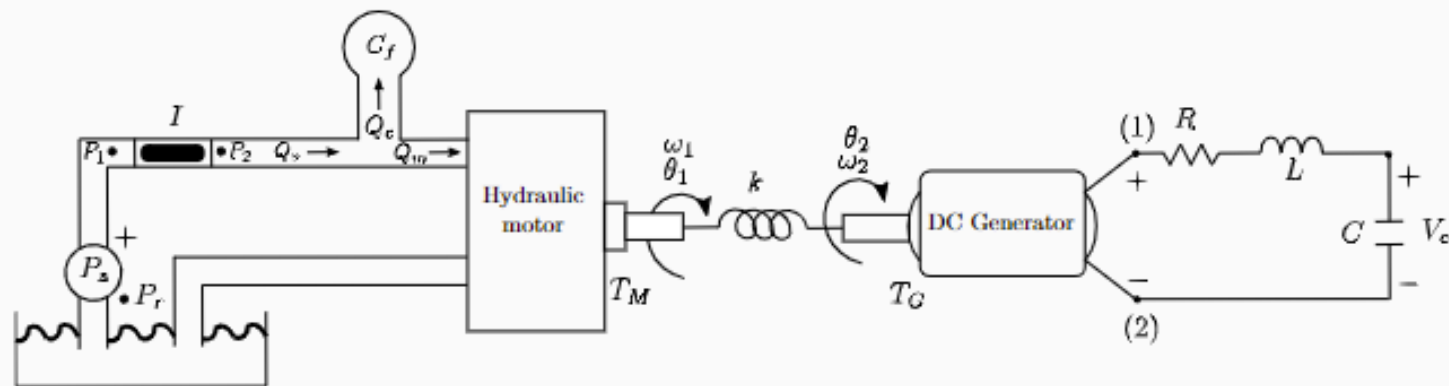 C_f
I
Q_c
P_1
P_2
Q_s
Q_m
P_s
+
P_r
Hydraulic
motor
T_M
ω_1
θ_1
k
θ_2
ω_2
DC Generator
T_G
(1)
+
−
(2)
R
L
+
C
V_c
−